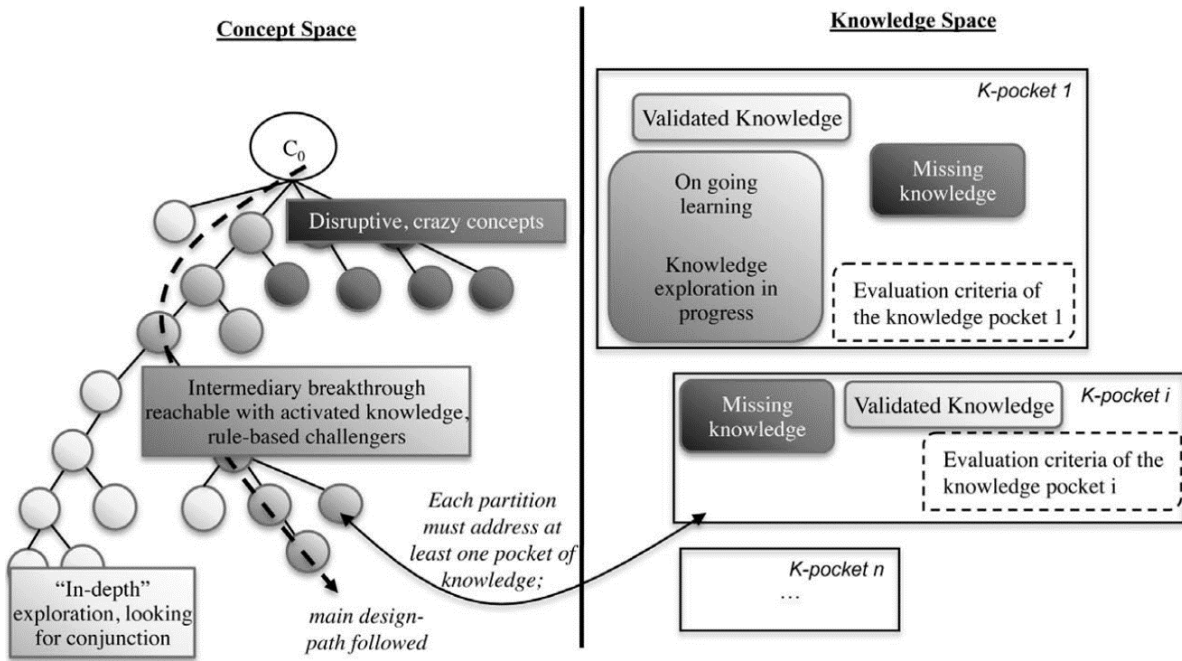 Concept Space
C₀
Disruptive, crazy concepts
Intermediary breakthrough
reachable with activated knowledge,
rule-based challengers
Each partition
must address at
least one pocket of
knowledge;
“In-depth”
exploration, looking
for conjunction
main design-
path followed
Knowledge Space
K-pocket 1
Validated Knowledge
Missing
knowledge
On going
learning
Knowledge
exploration in
progress
Evaluation criteria of
the knowledge pocket 1
K-pocket i
Missing
knowledge
Validated Knowledge
Evaluation criteria of the
knowledge pocket i
K-pocket n
…